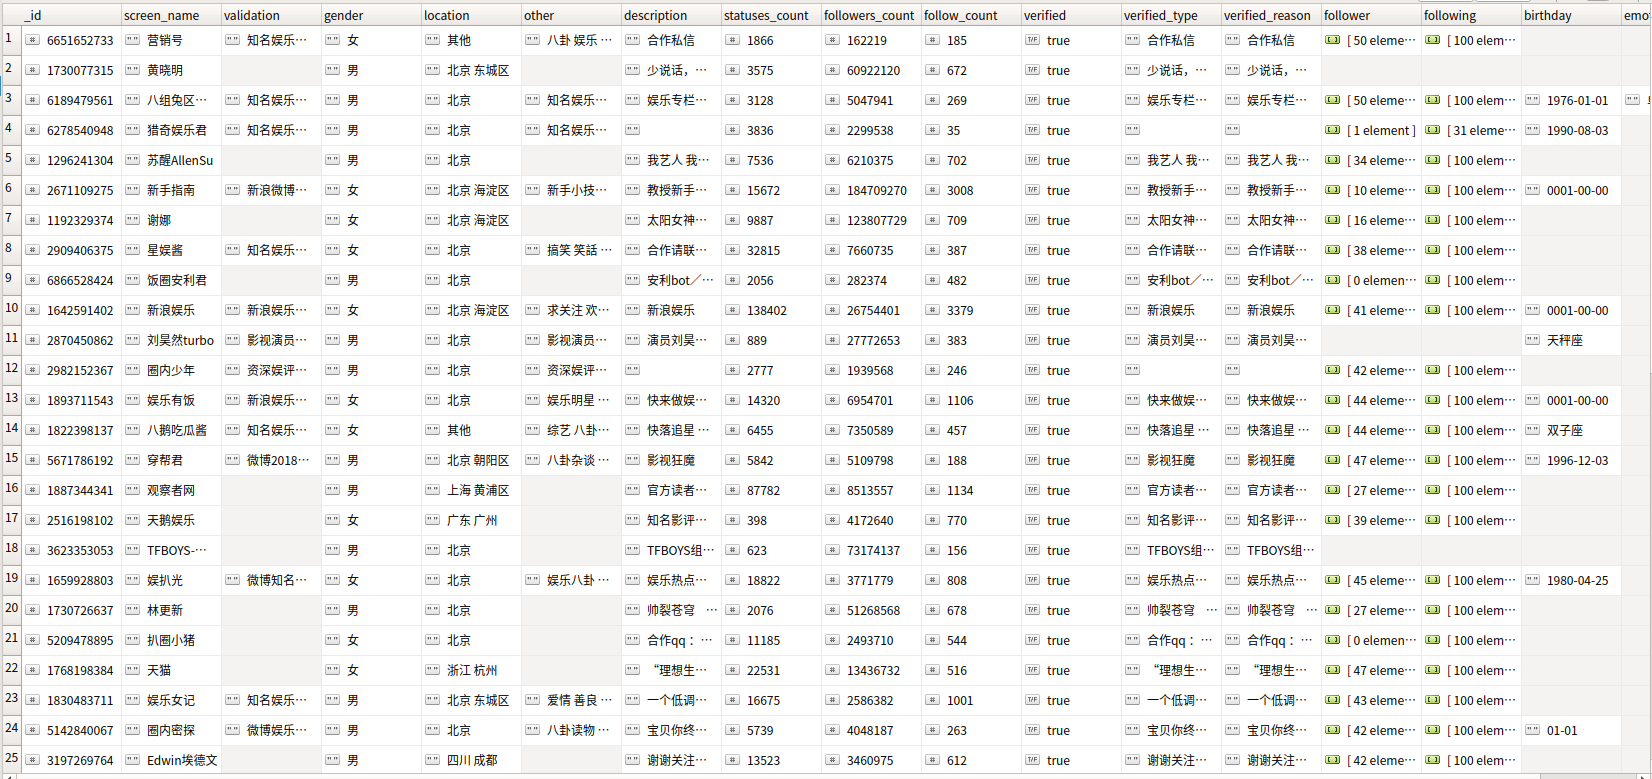 _id screen_name validation gender location other description statuses_count followers_count follow_count verified verified_type verified_reason follower following birthday emo
1 # 6651652733 "" 营销号 "" 知名娱乐··· "" 女 "" 其他 "" 八卦 娱乐 ··· "" 合作私信 # 1866 # 162219 # 185 T/F true "" 合作私信 "" 合作私信 [ 50 eleme··· [ 100 elem···
2 # 1730077315 "" 黄晓明 "" 男 "" 北京 东城区 "" 少说话，··· # 3575 # 60922120 # 672 T/F true "" 少说话，··· "" 少说话，···
3 # 6189479561 "" 八组兔区··· "" 知名娱乐··· "" 男 "" 北京 "" 知名娱乐··· "" 娱乐专栏··· # 3128 # 5047941 # 269 T/F true "" 娱乐专栏··· "" 娱乐专栏··· [ 50 eleme··· [ 100 elem··· "" 1976-01-01 ""
4 # 6278540948 "" 猎奇娱乐君 "" 知名娱乐··· "" 男 "" 北京 "" 知名娱乐··· "" # 3836 # 2299538 # 35 T/F true "" "" [ 1 element ] [ 31 eleme··· "" 1990-08-03
5 # 1296241304 "" 苏醒AllenSu "" 男 "" 北京 "" 我艺人 我··· # 7536 # 6210375 # 702 T/F true "" 我艺人 我··· "" 我艺人 我··· [ 34 eleme··· [ 100 elem···
6 # 2671109275 "" 新手指南 "" 新浪微博··· "" 女 "" 北京 海淀区 "" 新手小技··· "" 教授新手··· # 15672 # 184709270 # 3008 T/F true "" 教授新手··· "" 教授新手··· [ 10 eleme··· [ 100 elem··· "" 0001-00-00
7 # 1192329374 "" 谢娜 "" 女 "" 北京 海淀区 "" 太阳女神··· # 9887 # 123807729 # 709 T/F true "" 太阳女神··· "" 太阳女神··· [ 16 eleme··· [ 100 elem···
8 # 2909406375 "" 星娱酱 "" 知名娱乐··· "" 女 "" 北京 "" 搞笑 笑話 ··· "" 合作请联··· # 32815 # 7660735 # 387 T/F true "" 合作请联··· "" 合作请联··· [ 38 eleme··· [ 100 elem···
9 # 6866528424 "" 饭圈安利君 "" 男 "" 北京 "" 安利bot／··· # 2056 # 282374 # 482 T/F true "" 安利bot／··· "" 安利bot／··· [ 0 elemen··· [ 100 elem···
10 # 1642591402 "" 新浪娱乐 "" 新浪娱乐··· "" 女 "" 北京 海淀区 "" 求关注 欢··· "" 新浪娱乐 # 138402 # 26754401 # 3379 T/F true "" 新浪娱乐 "" 新浪娱乐 [ 41 eleme··· [ 100 elem··· "" 0001-00-00
11 # 2870450862 "" 刘昊然turbo "" 影视演员··· "" 男 "" 北京 "" 影视演员··· "" 演员刘昊··· # 889 # 27772653 # 383 T/F true "" 演员刘昊··· "" 演员刘昊··· "" 天秤座
12 # 2982152367 "" 圈内少年 "" 资深娱评··· "" 男 "" 北京 "" 资深娱评··· "" # 2777 # 1939568 # 246 T/F true "" "" [ 42 eleme··· [ 100 elem···
13 # 1893711543 "" 娱乐有饭 "" 新浪娱乐··· "" 女 "" 北京 "" 娱乐明星 ··· "" 快来做娱··· # 14320 # 6954701 # 1106 T/F true "" 快来做娱··· "" 快来做娱··· [ 44 eleme··· [ 100 elem··· "" 0001-00-00
14 # 1822398137 "" 八鹅吃瓜酱 "" 知名娱乐··· "" 女 "" 其他 "" 综艺 八卦··· "" 快落追星 ··· # 6455 # 7350589 # 457 T/F true "" 快落追星 ··· "" 快落追星 ··· [ 44 eleme··· [ 100 elem··· "" 双子座
15 # 5671786192 "" 穿帮君 "" 微博2018··· "" 男 "" 北京 朝阳区 "" 八卦杂谈 ··· "" 影视狂魔 # 5842 # 5109798 # 188 T/F true "" 影视狂魔 "" 影视狂魔 [ 47 eleme··· [ 100 elem··· "" 1996-12-03
16 # 1887344341 "" 观察者网 "" 男 "" 上海 黄浦区 "" 官方读者··· # 87782 # 8513557 # 1134 T/F true "" 官方读者··· "" 官方读者··· [ 27 eleme··· [ 100 elem···
17 # 2516198102 "" 天鹅娱乐 "" 女 "" 广东 广州 "" 知名影评··· # 398 # 4172640 # 770 T/F true "" 知名影评··· "" 知名影评··· [ 39 eleme··· [ 100 elem···
18 # 3623353053 "" TFBOYS-··· "" 男 "" 北京 "" TFBOYS组··· # 623 # 73174137 # 156 T/F true "" TFBOYS组··· "" TFBOYS组···
19 # 1659928803 "" 娱扒光 "" 微博知名··· "" 女 "" 北京 "" 娱乐八卦 ··· "" 娱乐热点··· # 18822 # 3771779 # 808 T/F true "" 娱乐热点··· "" 娱乐热点··· [ 45 eleme··· [ 100 elem··· "" 1980-04-25
20 # 1730726637 "" 林更新 "" 男 "" 北京 "" 帅裂苍穹 ··· # 2076 # 51268568 # 678 T/F true "" 帅裂苍穹 ··· "" 帅裂苍穹 ··· [ 27 eleme··· [ 100 elem···
21 # 5209478895 "" 扒圈小猪 "" 女 "" 北京 "" 合作qq：··· # 11185 # 2493710 # 544 T/F true "" 合作qq：··· "" 合作qq：··· [ 0 elemen··· [ 100 elem···
22 # 1768198384 "" 天猫 "" 女 "" 浙江 杭州 "" “理想生··· # 22531 # 13436732 # 516 T/F true "" “理想生··· "" “理想生··· [ 47 eleme··· [ 100 elem···
23 # 1830483711 "" 娱乐女记 "" 知名娱乐··· "" 男 "" 北京 东城区 "" 爱情 善良 ··· "" 一个低调··· # 16675 # 2586382 # 1001 T/F true "" 一个低调··· "" 一个低调··· [ 43 eleme··· [ 100 elem···
24 # 5142840067 "" 圈内密探 "" 微博娱乐··· "" 男 "" 北京 "" 八卦读物 ··· "" 宝贝你终··· # 5739 # 4048187 # 263 T/F true "" 宝贝你终··· "" 宝贝你终··· [ 42 eleme··· [ 100 elem··· "" 01-01
25 # 3197269764 "" Edwin埃德文 "" 男 "" 四川 成都 "" 谢谢关注··· # 13523 # 3460975 # 612 T/F true "" 谢谢关注··· "" 谢谢关注··· [ 42 eleme··· [ 100 elem···